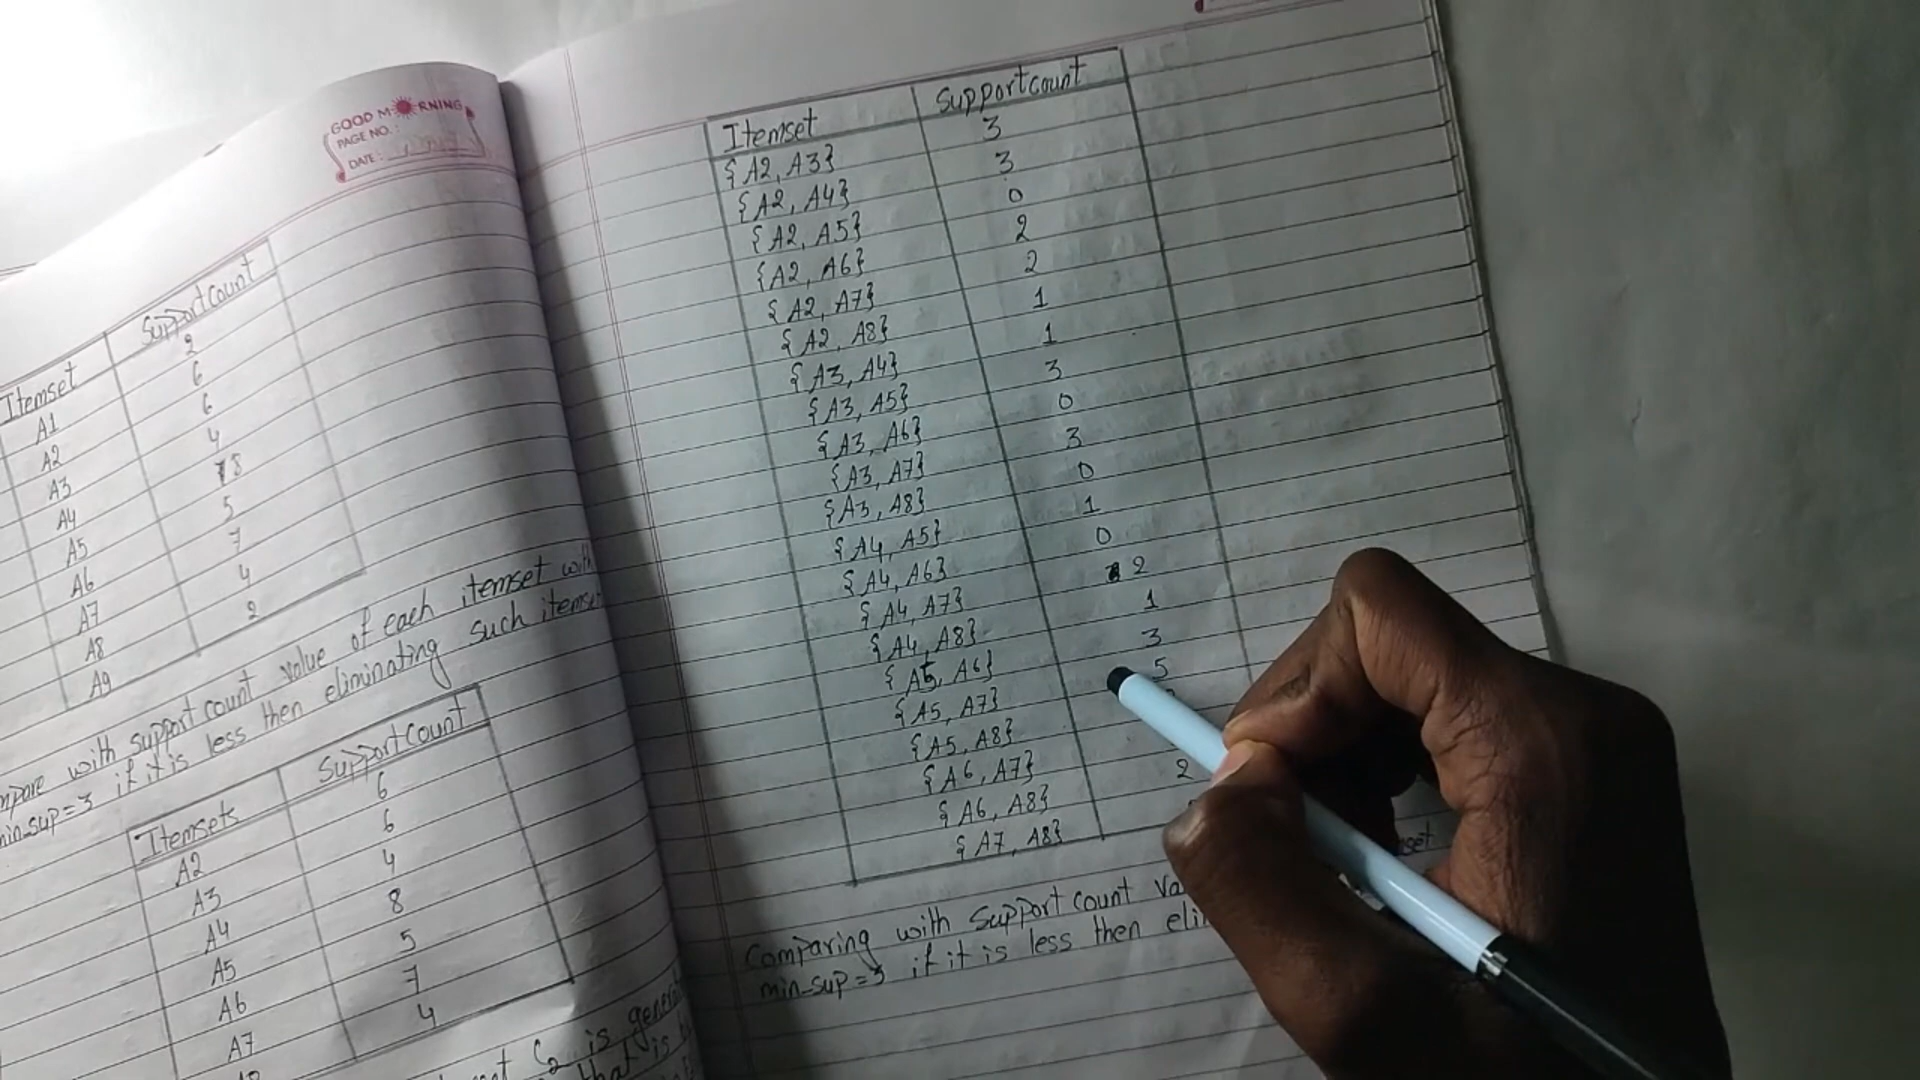 GOOD MORNING
PAGE NO.:
DATE:
Itemset Support count
A1 2
A2 6
A3 6
A4 4
A5 8
A6 5
A7 7
A8 4
A9 2
with support count value of each itemset with
min_sup=3 if it is less then eliminating such
Itemsets Support count
A2 6
A3 6
A4 4
A5 8
A6 5
A7 7
4
C2 is
that is
Itemset Support count
{A2, A3} 3
{A2, A4} 3
{A2, A5} 0
{A2, A6} 2
{A2, A7} 2
{A2, A8} 1
{A3, A4} 1
{A3, A5} 3
{A3, A6} 0
{A3, A7} 3
{A3, A8} 0
{A4, A5} 1
{A4, A6} 0
{A4, A7} 2
{A4, A8} 1
{A5, A6} 3
{A5, A7} 5
{A5, A8}
{A6, A7}
{A6, A8} 2
{A7, A8}
Comparing with support count
min_sup=3 if it is less then